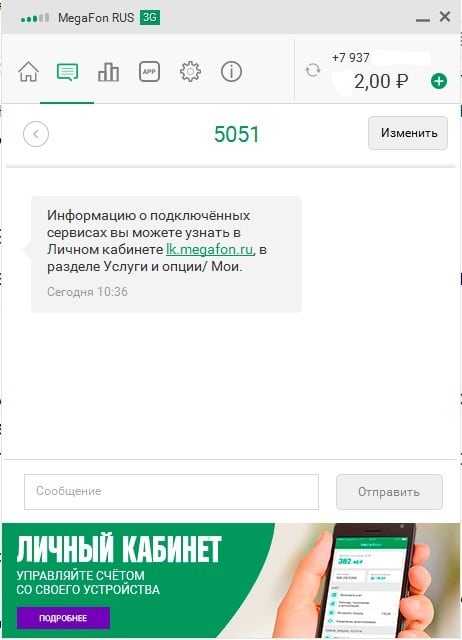 MegaFon RUS 3G
+7 937
2,00 ₽
APP
5051
Изменить
Информацию о подключённых
сервисах вы можете узнать в
Личном кабинете lk.megafon.ru, в
разделе Услуги и опции/ Мои.
Сегодня 10:36
Сообщение
Отправить
ЛИЧНЫЙ КАБИНЕТ
УПРАВЛЯЙТЕ СЧЁТОМ
СО СВОЕГО УСТРОЙСТВА
ПОДРОБНЕЕ